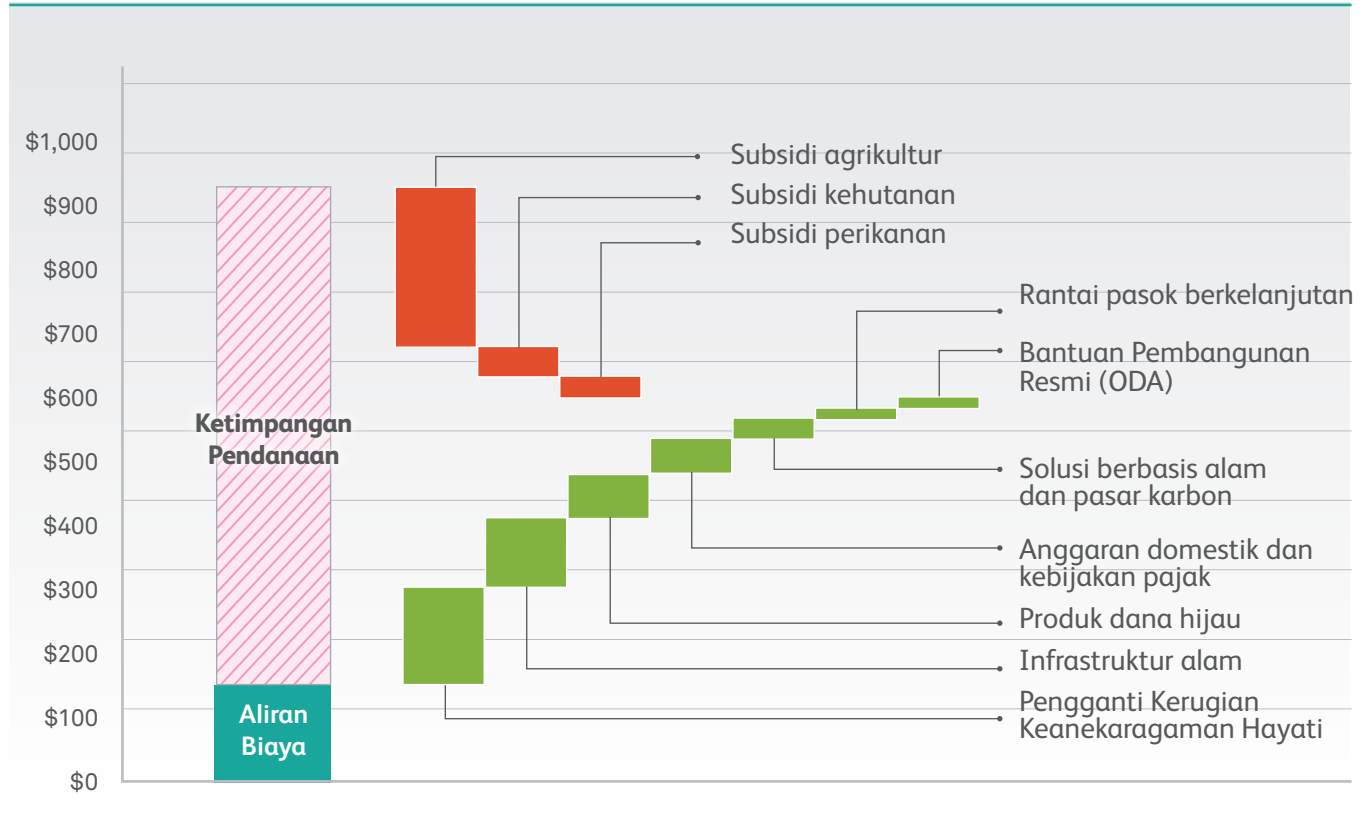 $1,000
$900
$800
$700
$600
$500
$400
$300
$200
$100
$0
Ketimpangan
Pendanaan
Aliran
Biaya
Subsidi agrikultur
Subsidi kehutanan
Subsidi perikanan
Rantai pasok berkelanjutan
Bantuan Pembangunan
Resmi (ODA)
Solusi berbasis alam
dan pasar karbon
Anggaran domestik dan
kebijakan pajak
Produk dana hijau
Infrastruktur alam
Pengganti Kerugian
Keanekaragaman Hayati